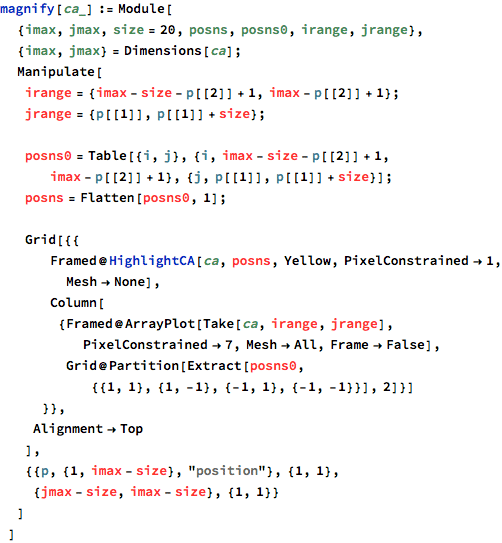 magnify[ca_] := Module[
{imax, jmax, size = 20, posns, posns0, irange, jrange},
{imax, jmax} = Dimensions[ca];
Manipulate[
irange = {imax - size - p[[2]] + 1, imax - p[[2]] + 1};
jrange = {p[[1]], p[[1]] + size};
posns0 = Table[{i, j}, {i, imax - size - p[[2]] + 1,
imax - p[[2]] + 1}, {j, p[[1]], p[[1]] + size}];
posns = Flatten[posns0, 1];
Grid[{{
Framed@HighlightCA[ca, posns, Yellow, PixelConstrained → 1,
Mesh → None],
Column[
{Framed@ArrayPlot[Take[ca, irange, jrange],
PixelConstrained → 7, Mesh → All, Frame → False],
Grid@Partition[Extract[posns0,
{{1, 1}, {1, -1}, {-1, 1}, {-1, -1}}], 2]}]
}},
Alignment → Top
],
{{p, {1, imax - size}, "position"}, {1, 1},
{jmax - size, imax - size}, {1, 1}}
]
]